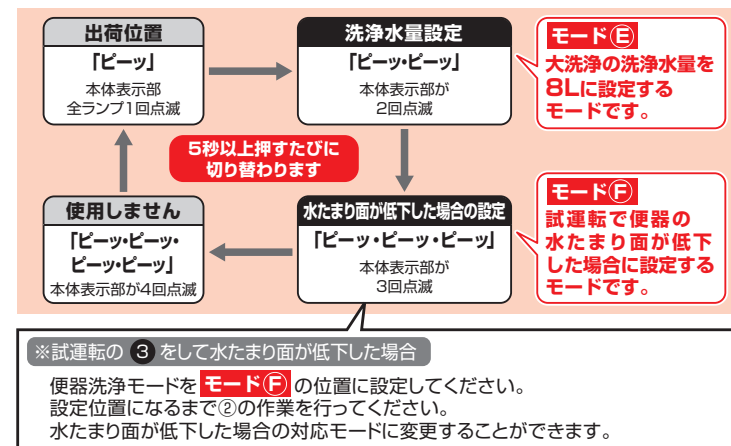 出荷位置
「ピーッ」
本体表示部
全ランプ1回点滅
洗浄水量設定
「ピーッ・ピーッ」
本体表示部が
2回点滅
モードⒺ
大洗浄の洗浄水量を
8Lに設定する
モードです。
5秒以上押すたびに
切り替わります
使用しません
「ピーッ・ピーッ・
ピーッ・ピーッ」
本体表示部が4回点滅
水たまり面が低下した場合の設定
「ピーッ・ピーッ・ピーッ」
本体表示部が
3回点滅
モードⒻ
試運転で便器の
水たまり面が低下
した場合に設定する
モードです。
※試運転の ❸ をして水たまり面が低下した場合
便器洗浄モードを モードⒻ の位置に設定してください。
設定位置になるまで②の作業を行ってください。
水たまり面が低下した場合の対応モードに変更することができます。